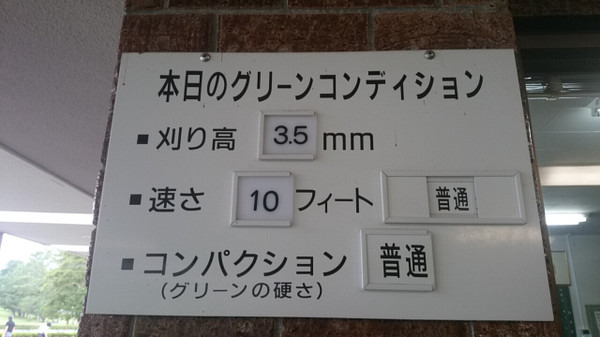 本日のグリーンコンディション
■刈り高 3.5 mm
■速さ 10 フィート 普通
■コンパクション 普通
(グリーンの硬さ)